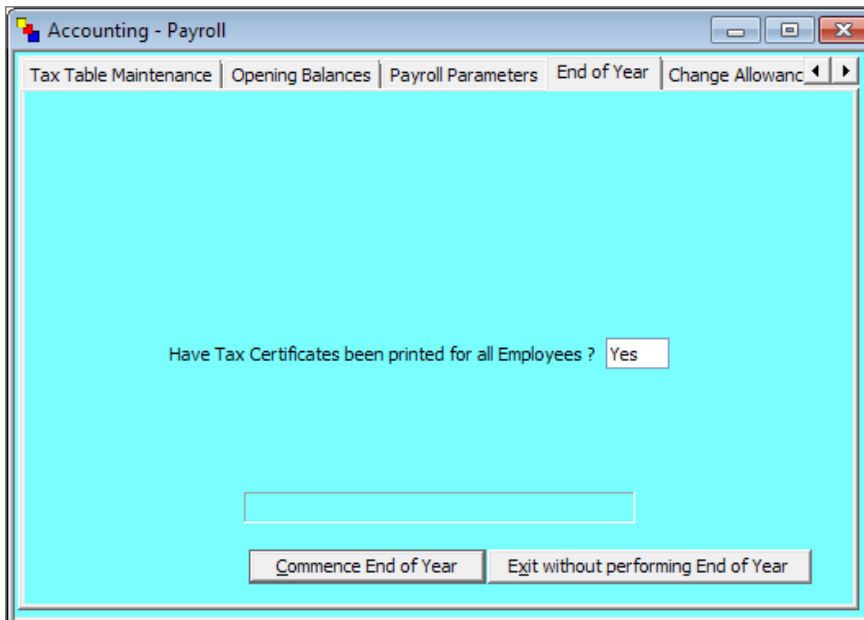 Accounting - Payroll
Tax Table Maintenance Opening Balances Payroll Parameters End of Year Change Allowanc
Have Tax Certificates been printed for all Employees ? Yes
Commence End of Year Exit without performing End of Year